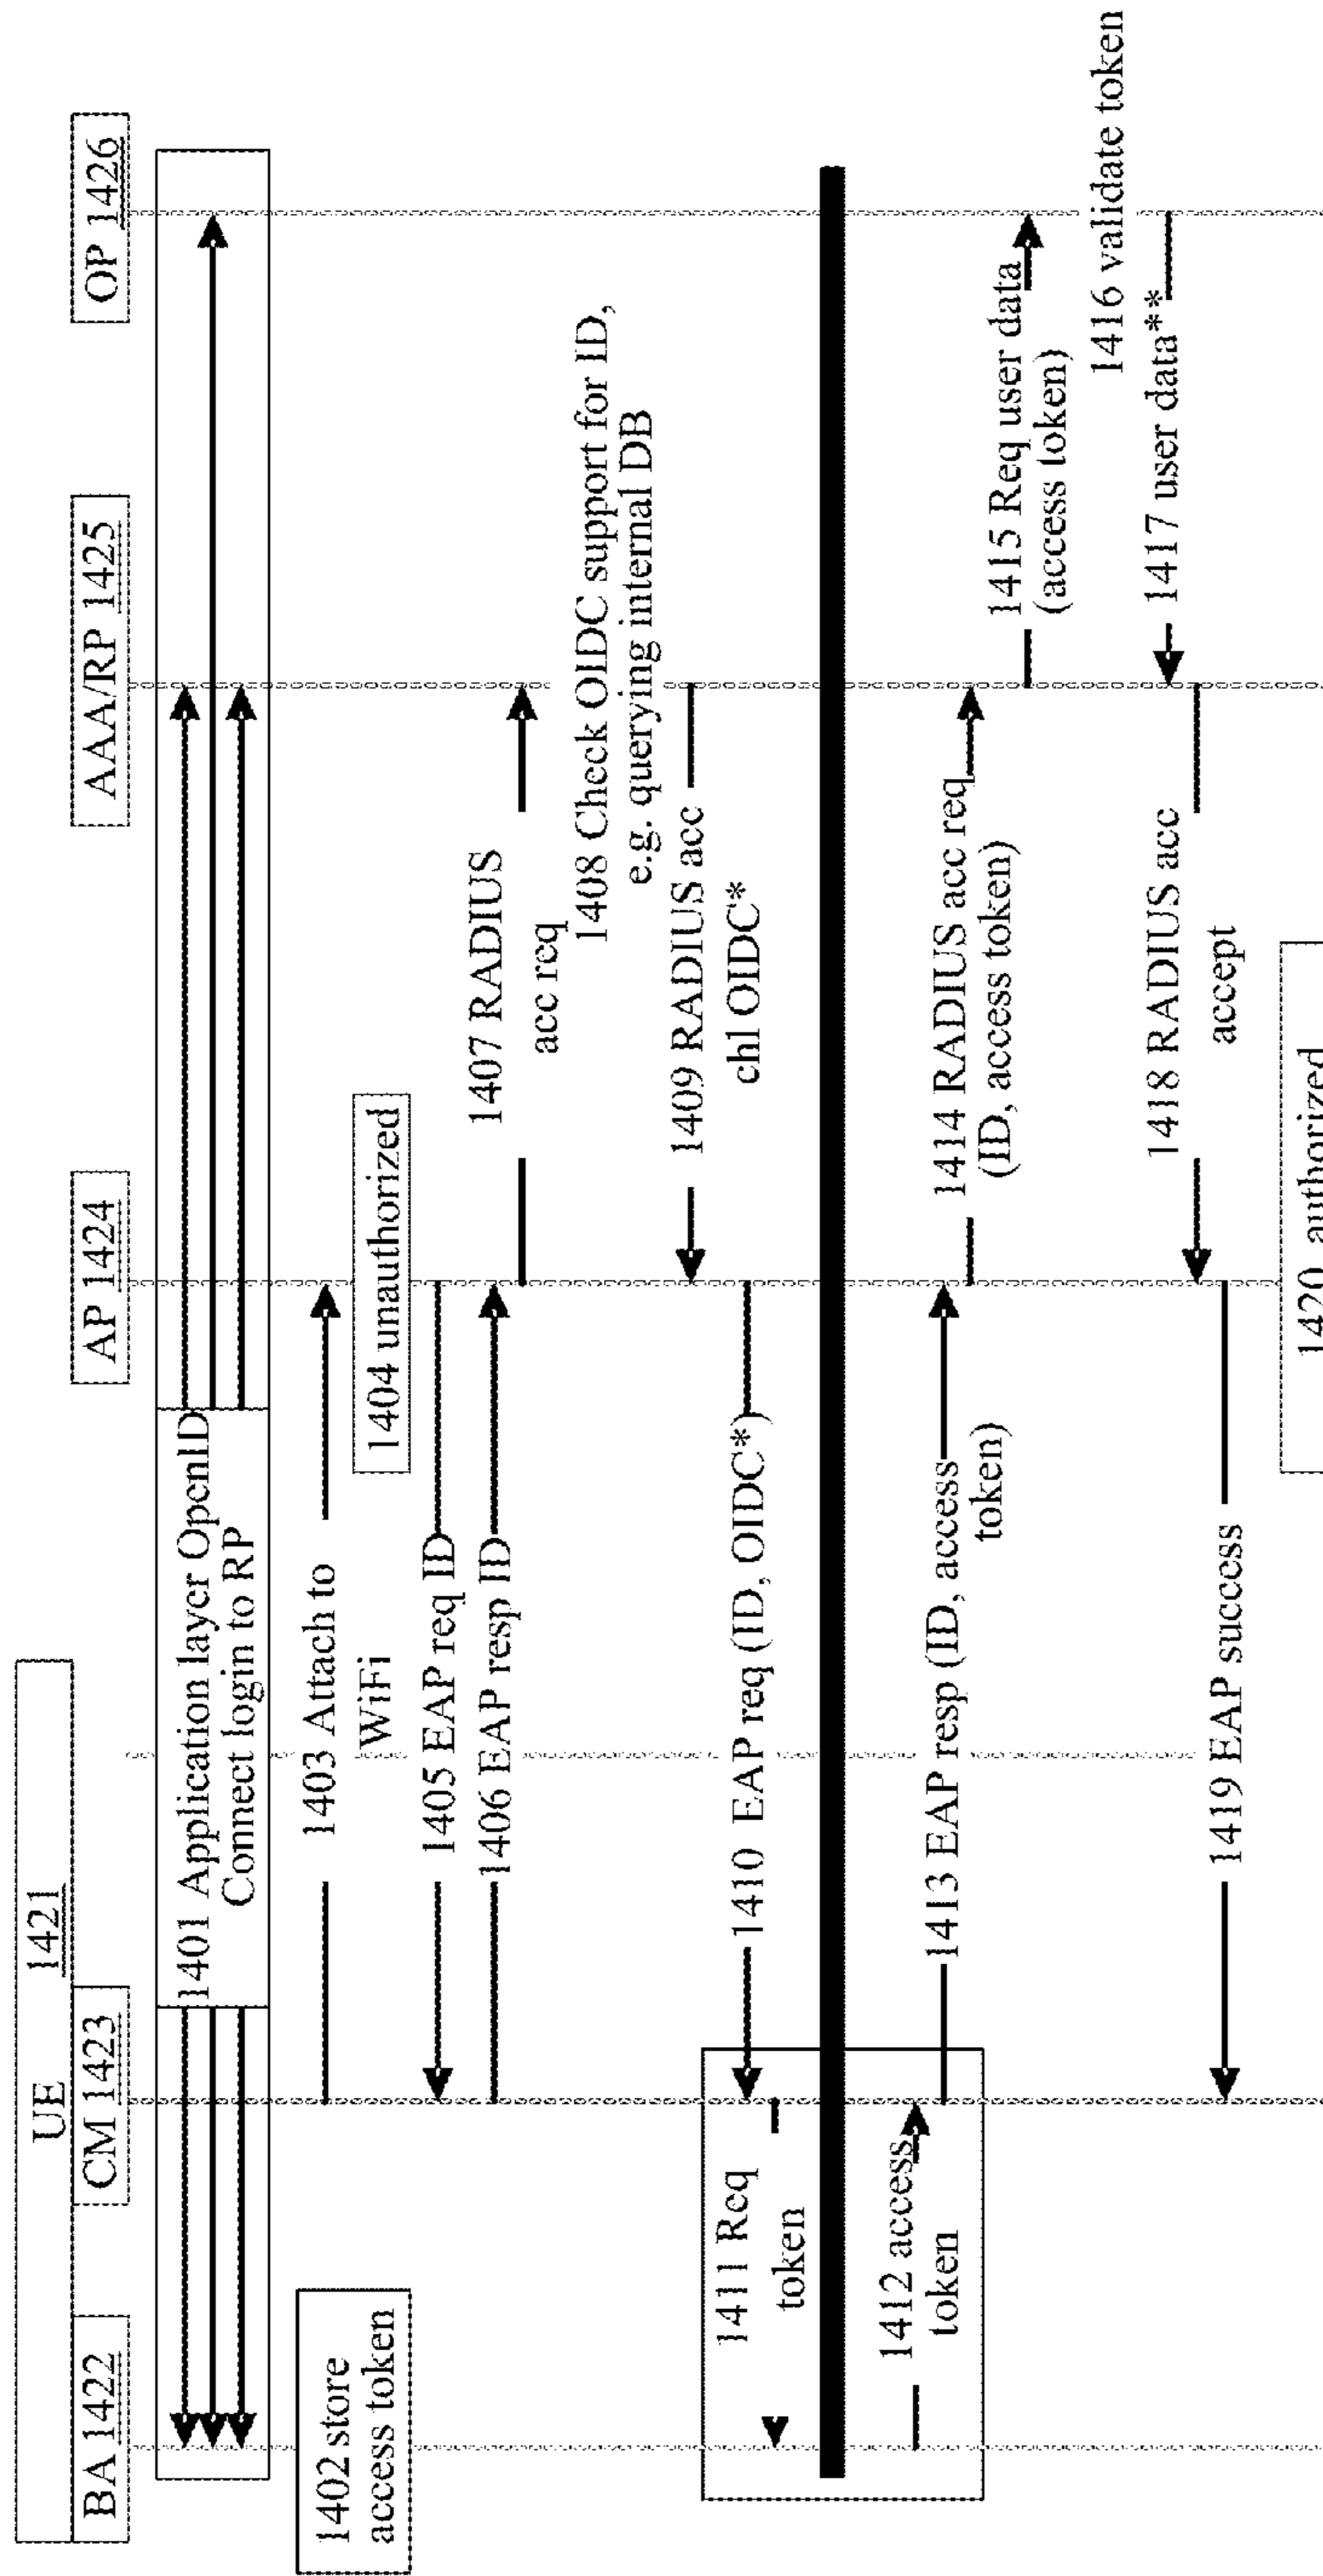 UE 1421
BA 1422
CM 1423
AP 1424
AAA/RP 1425
OP 1426
1401 Application layer OpenID
Connect login to RP
1402 store
access token
1403 Attach to
WiFi
1404 unauthorized
1405 EAP req ID
1406 EAP resp ID
1407 RADIUS
acc req
1408 Check OIDC support for ID,
e.g. querying internal DB
1409 RADIUS acc
chl OIDC*
1410 EAP req (ID, OIDC*)
1411 Req
token
1412 access
token
1413 EAP resp (ID, access
token)
1414 RADIUS acc req
(ID, access token)
1415 Req user data
(access token)
1416 validate token
1417 user data**
1418 RADIUS acc
accept
1419 EAP success
1420 authorized